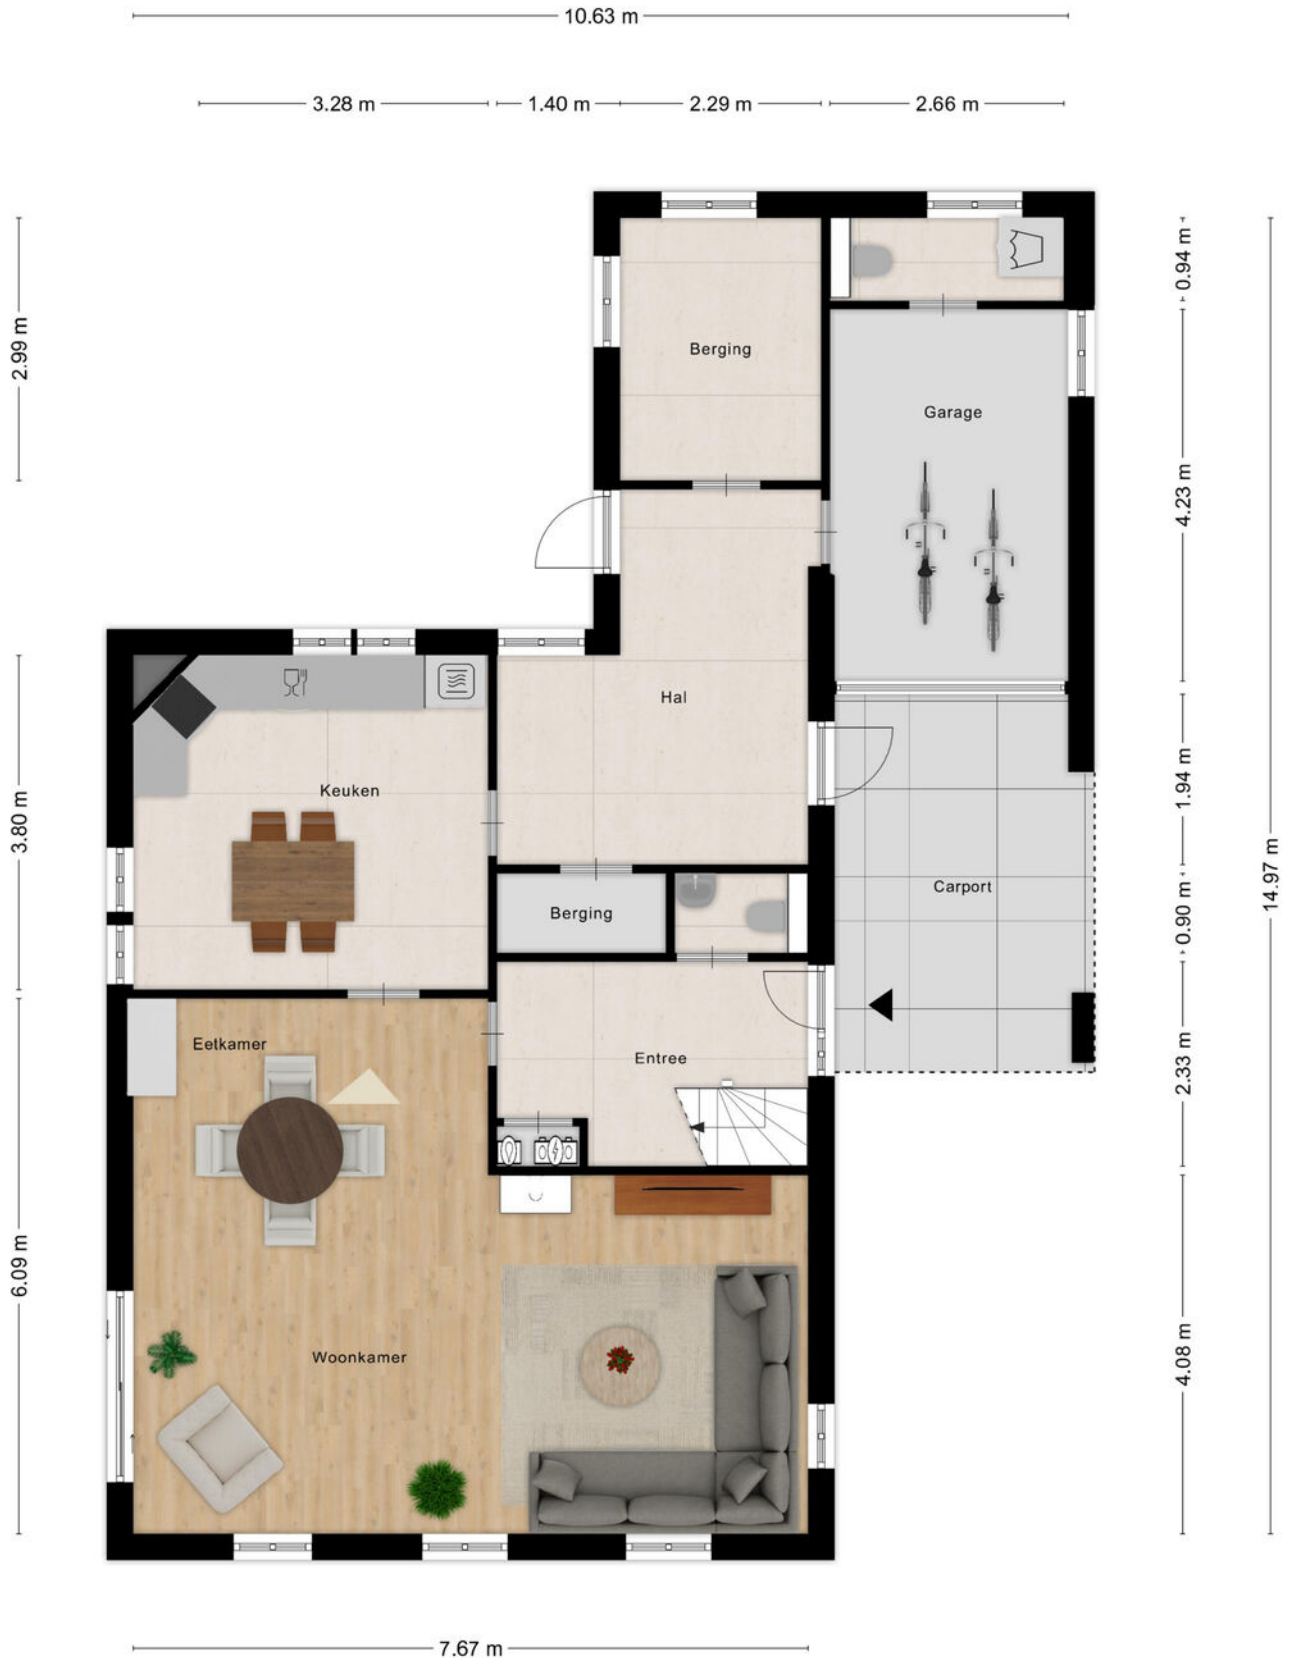 10.63 m
3.28 m
1.40 m
2.29 m
2.66 m
0.94 m
2.99 m
Berging
Garage
4.23 m
Hal
Keuken
1.94 m
3.80 m
14.97 m
Carport
Berging
0.90 m
Eetkamer
Entree
2.33 m
6.09 m
4.08 m
Woonkamer
7.67 m